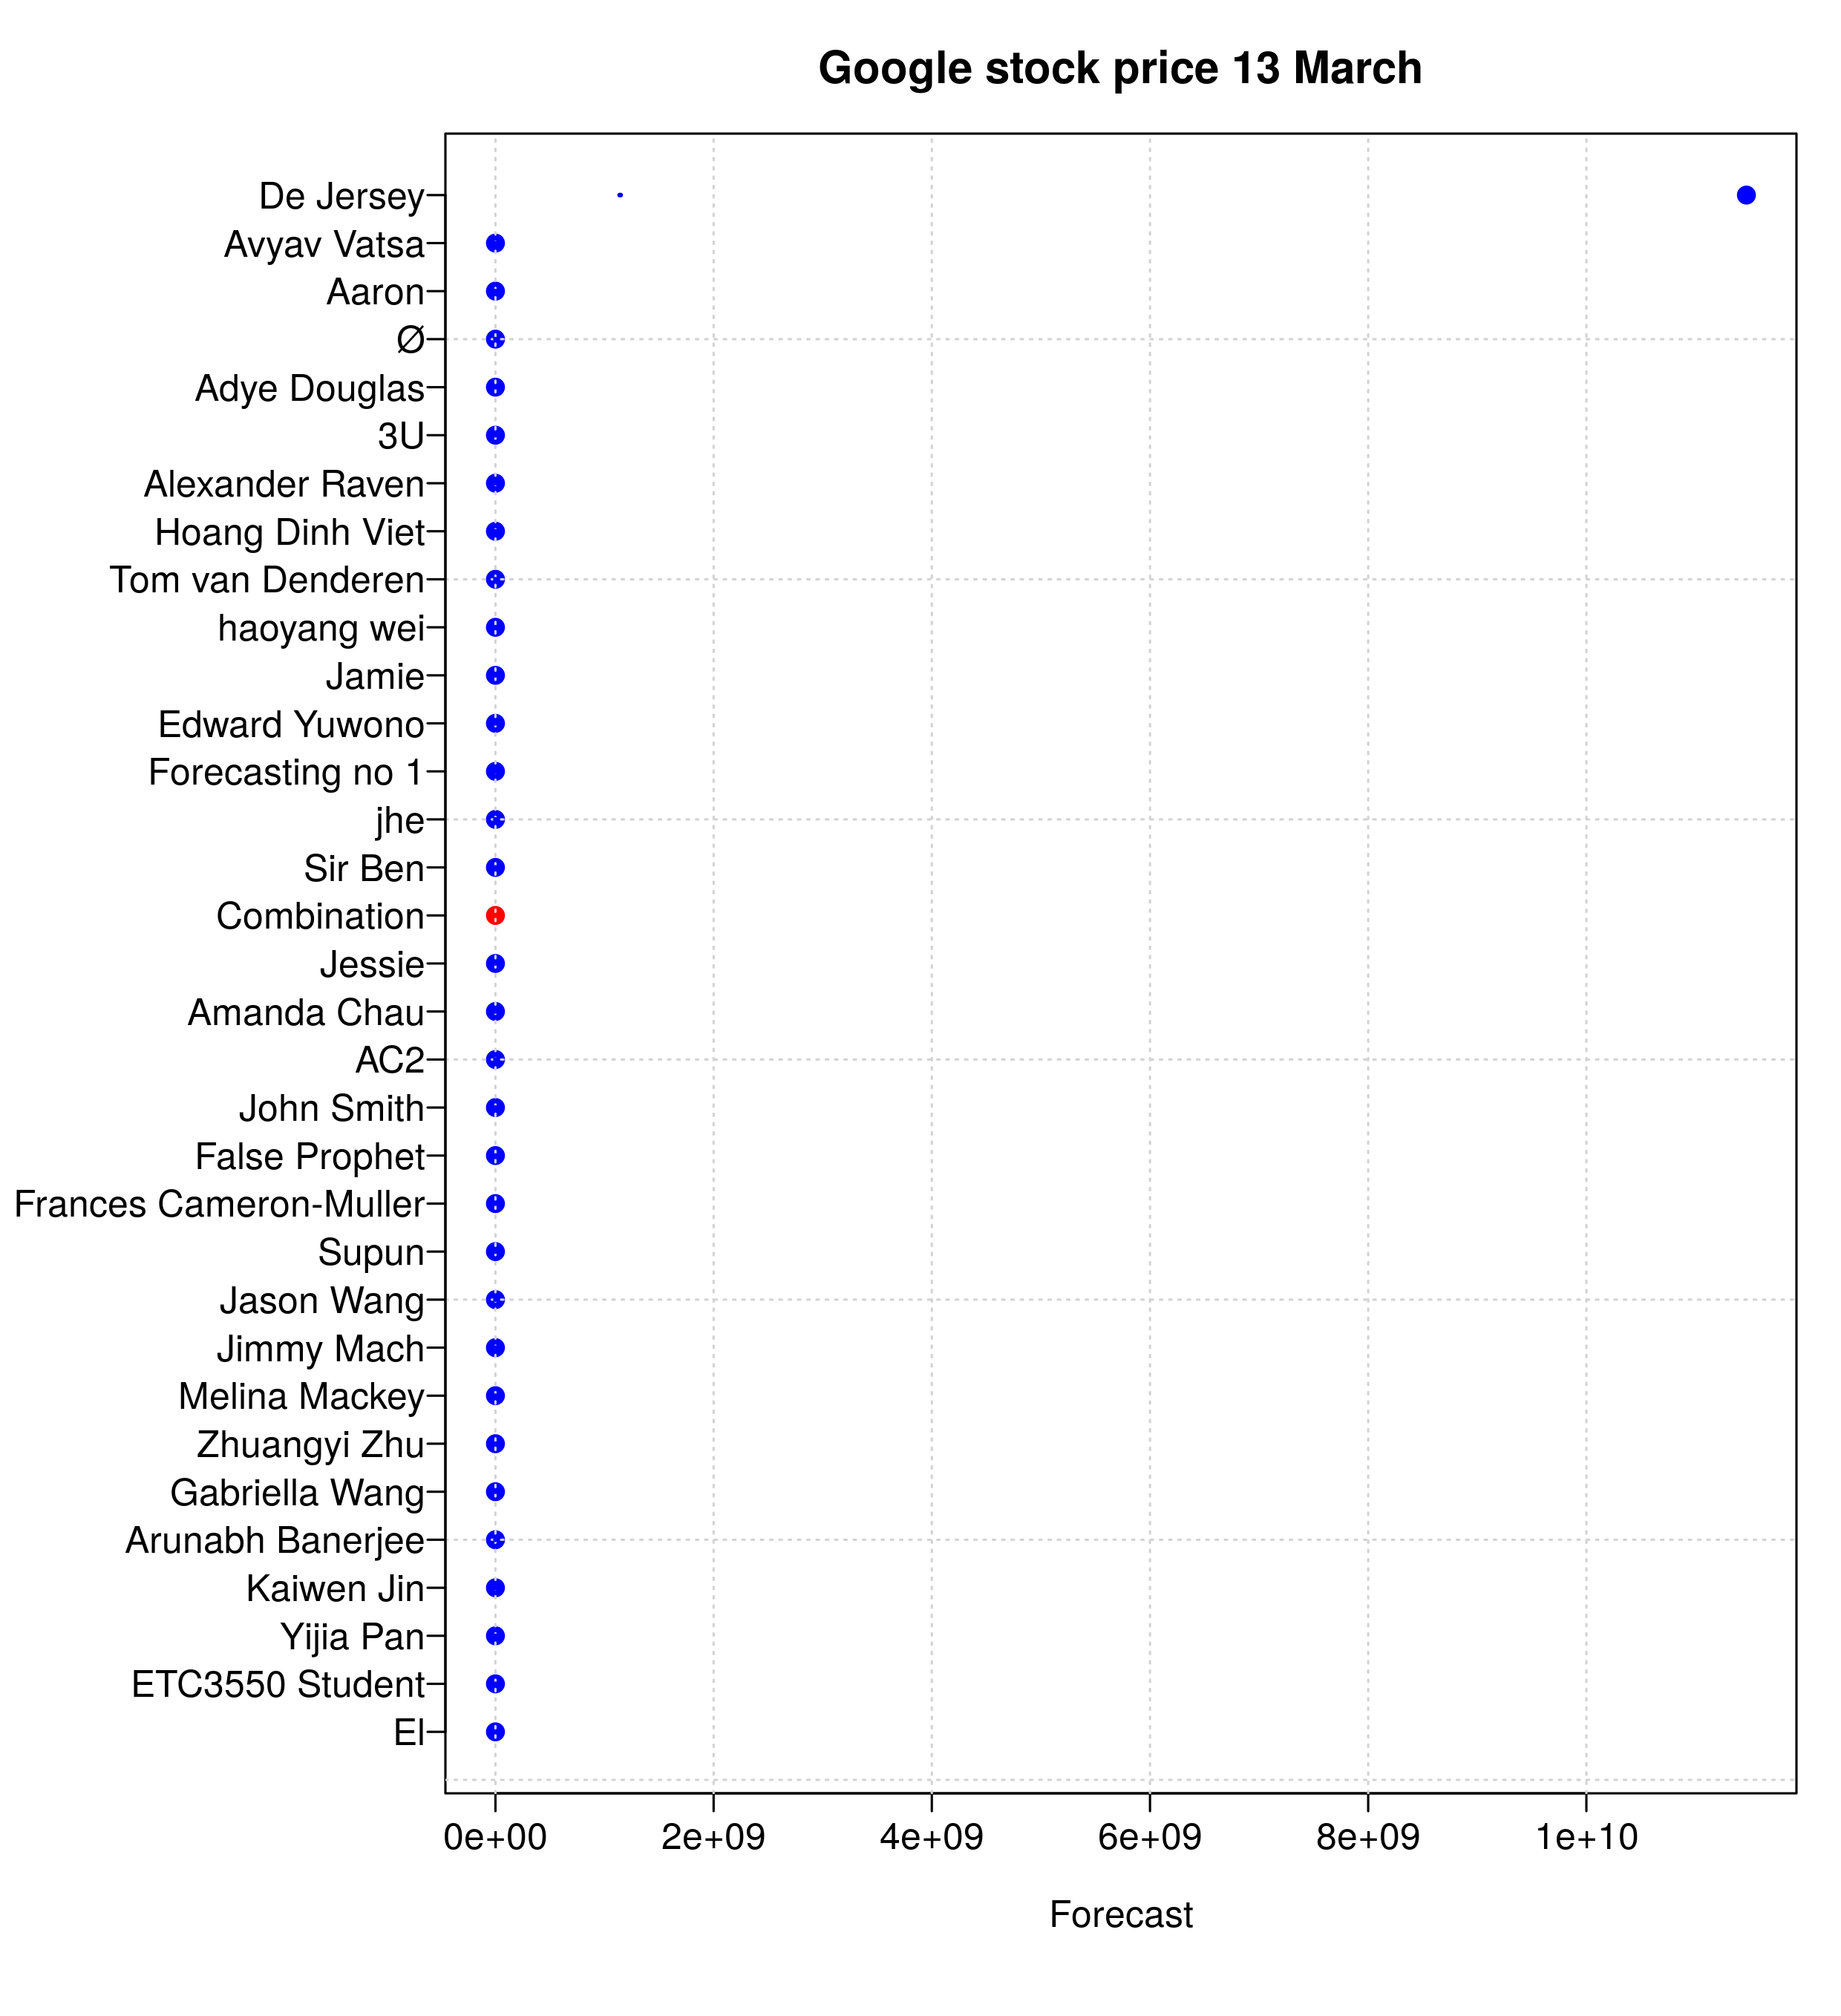 Google stock price 13 March
De Jersey
Avyav Vatsa
Aaron
Ø
Adye Douglas
3U
Alexander Raven
Hoang Dinh Viet
Tom van Denderen
haoyang wei
Jamie
Edward Yuwono
Forecasting no 1
jhe
Sir Ben
Combination
Jessie
Amanda Chau
AC2
John Smith
False Prophet
Frances Cameron-Muller
Supun
Jason Wang
Jimmy Mach
Melina Mackey
Zhuangyi Zhu
Gabriella Wang
Arunabh Banerjee
Kaiwen Jin
Yijia Pan
ETC3550 Student
El
0e+00 2e+09 4e+09 6e+09 8e+09 1e+10
Forecast